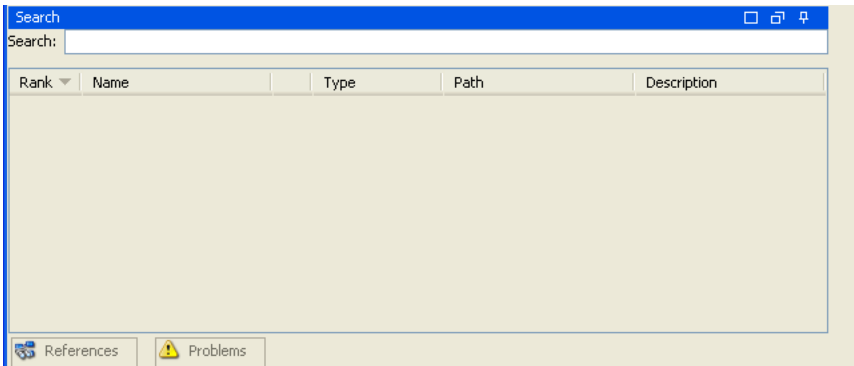 Search
Search:
Rank Name Type Path Description
References Problems